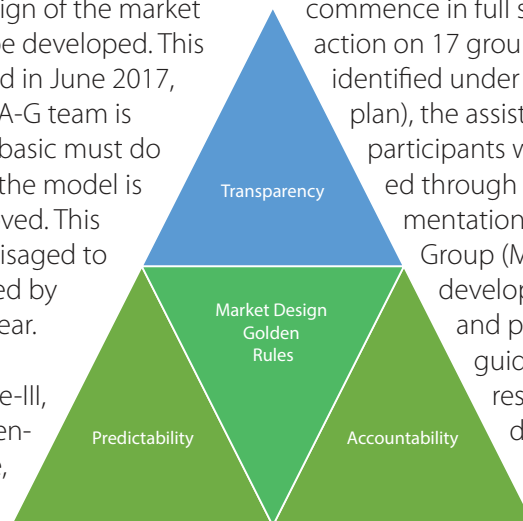 ign of the market
be developed. This
d in June 2017,
A-G team is
basic must do
the model is
ved. This
isaged to
ed by
ear.
e-III,
en-
,
Transparency
Market Design
Golden
Rules
Predictability
Accountability
commence in full s
action on 17 grou
identified under
plan), the assist
participants w
ed through
mentation
Group (M
develop
and p
guid
res
d